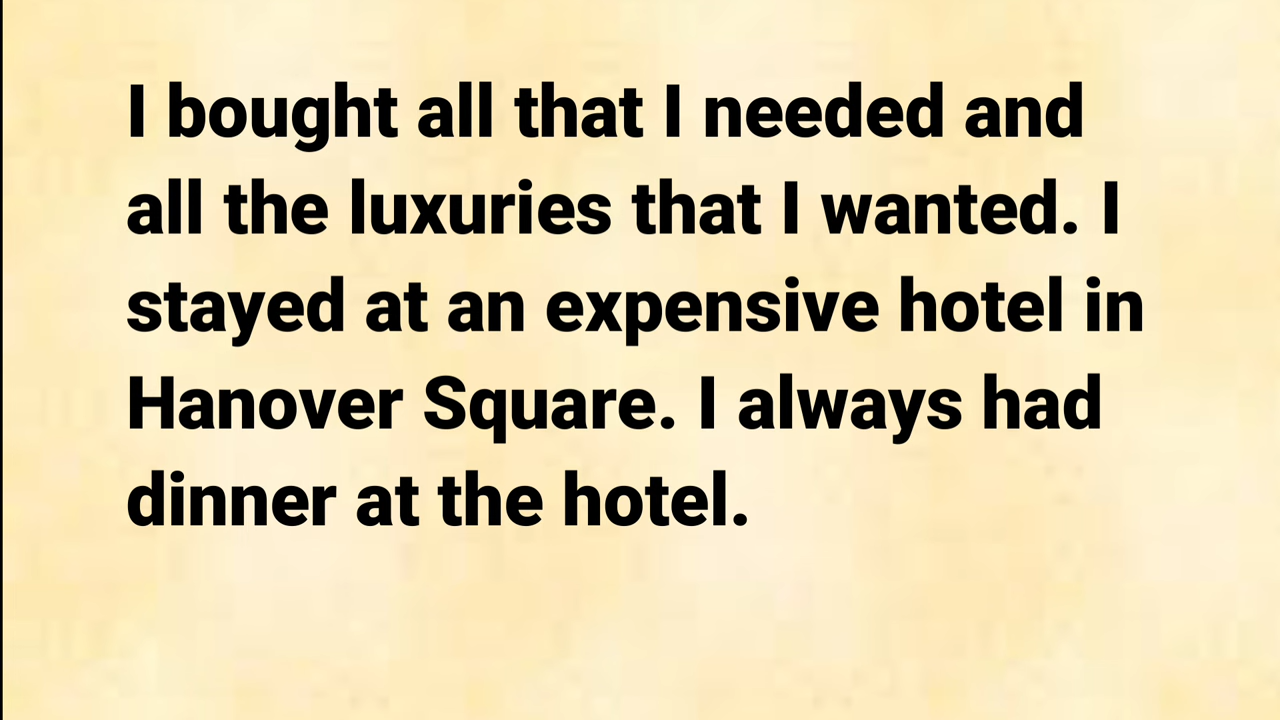 I bought all that I needed and
all the luxuries that I wanted. I
stayed at an expensive hotel in
Hanover Square. I always had
dinner at the hotel.